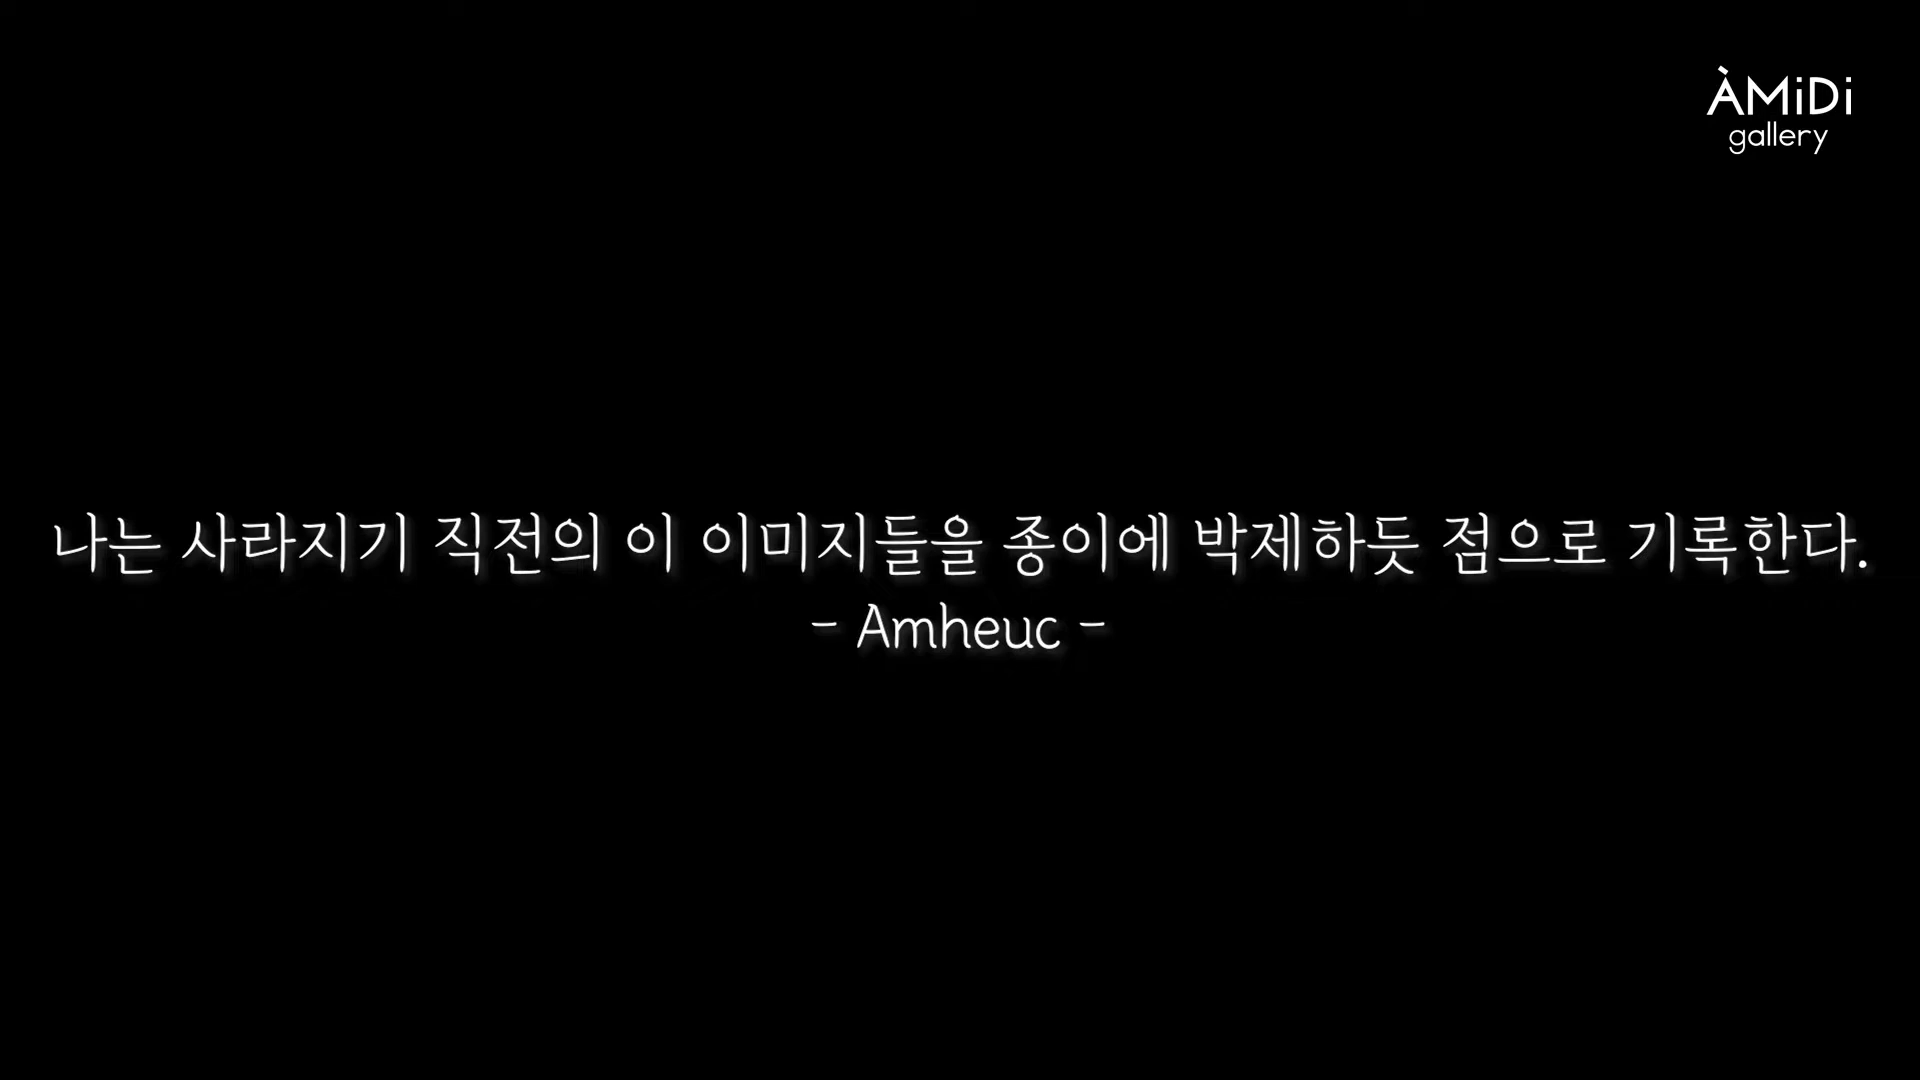 ÀMiDi
gallery
나는 사라지기 직전의 이 이미지들을 종이에 박제하듯 점으로 기록한다.
- Amheuc -